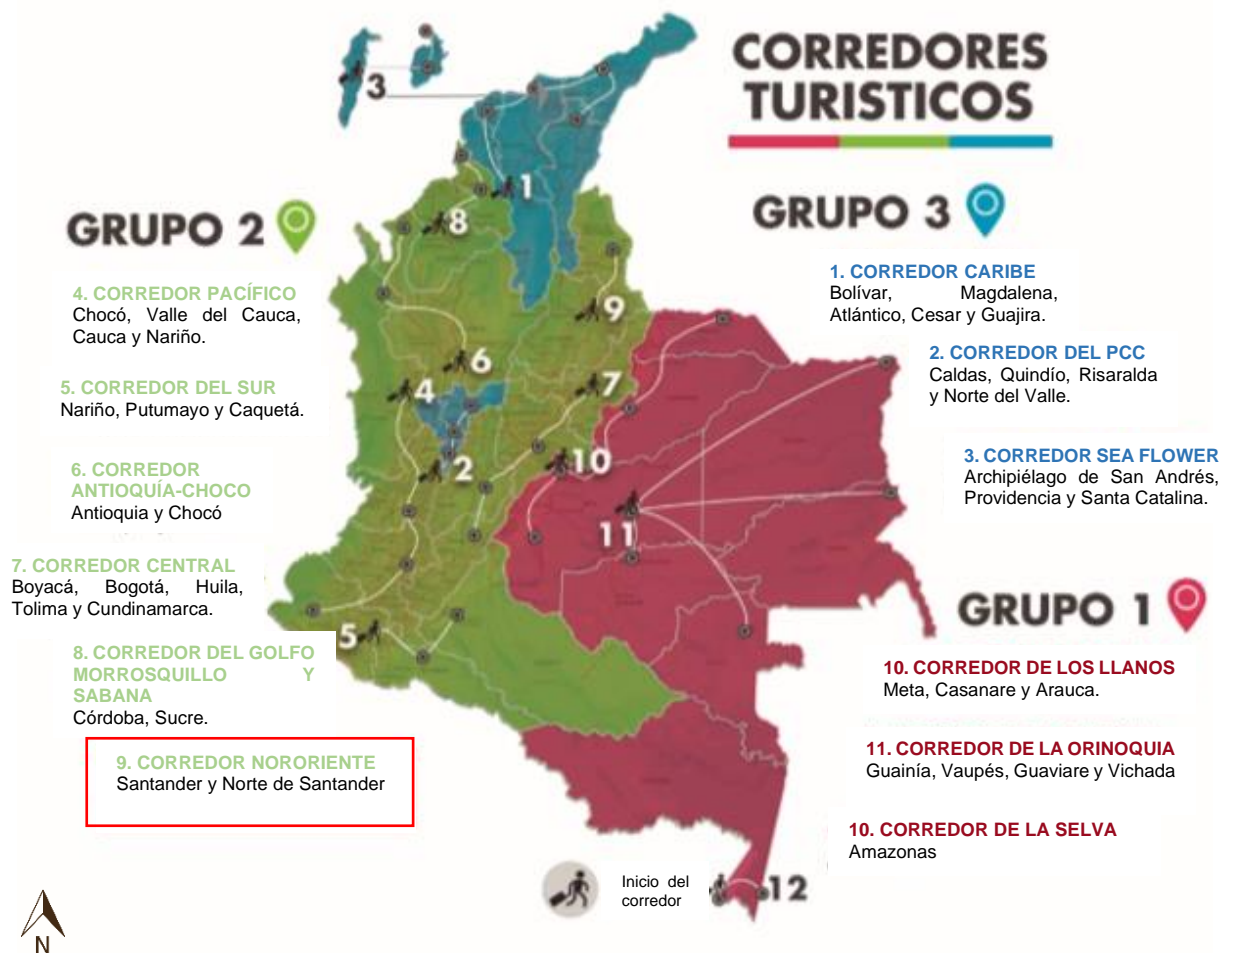 CORREDORES
TURISTICOS
GRUPO 2
4. CORREDOR PACÍFICO
Chocó, Valle del Cauca,
Cauca y Nariño.
5. CORREDOR DEL SUR
Nariño, Putumayo y Caquetá.
6. CORREDOR
ANTIOQUÍA-CHOCO
Antioquia y Chocó
7. CORREDOR CENTRAL
Boyacá, Bogotá, Huila,
Tolima y Cundinamarca.
8. CORREDOR DEL GOLFO
MORROSQUILLO Y
SABANA
Córdoba, Sucre.
9. CORREDOR NORORIENTE
Santander y Norte de Santander
3
1
8
9
6
4
7
2
10
11
5
12
GRUPO 3
1. CORREDOR CARIBE
Bolívar, Magdalena,
Atlántico, Cesar y Guajira.
2. CORREDOR DEL PCC
Caldas, Quindío, Risaralda
y Norte del Valle.
3. CORREDOR SEA FLOWER
Archipiélago de San Andrés,
Providencia y Santa Catalina.
GRUPO 1
10. CORREDOR DE LOS LLANOS
Meta, Casanare y Arauca.
11. CORREDOR DE LA ORINOQUIA
Guainía, Vaupés, Guaviare y Vichada
10. CORREDOR DE LA SELVA
Amazonas
Inicio del
corredor
N